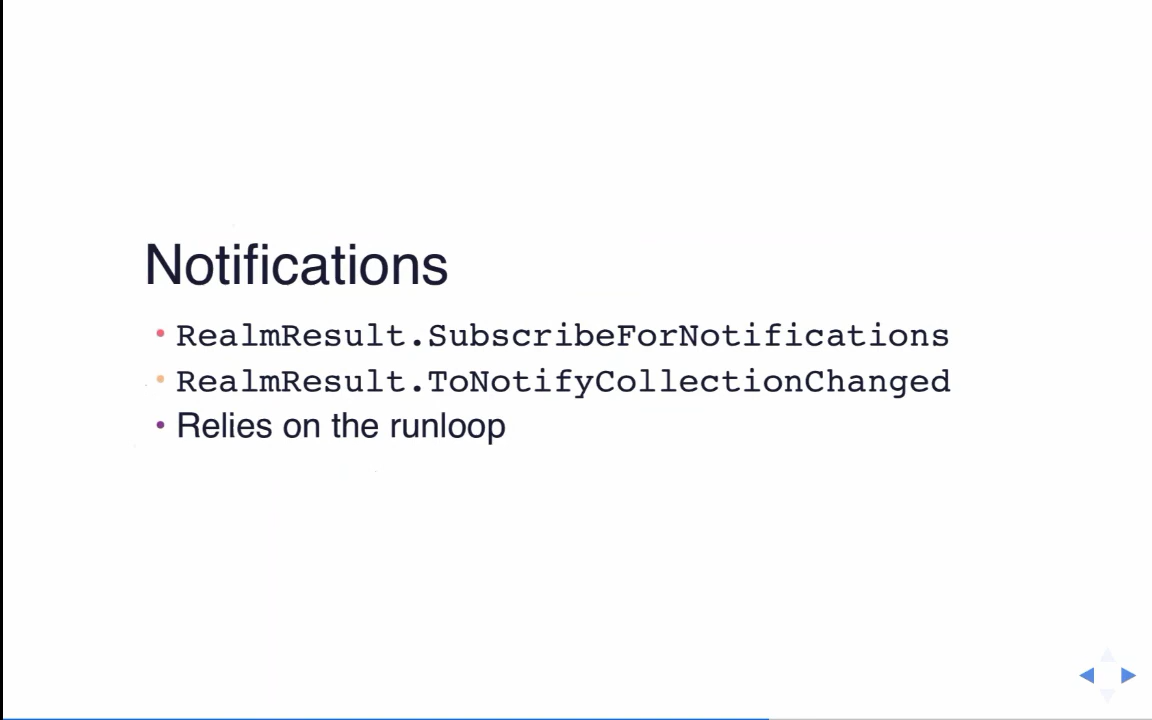 Notifications
• RealmResult.SubscribeForNotifications
• RealmResult.ToNotifyCollectionChanged
• Relies on the runloop